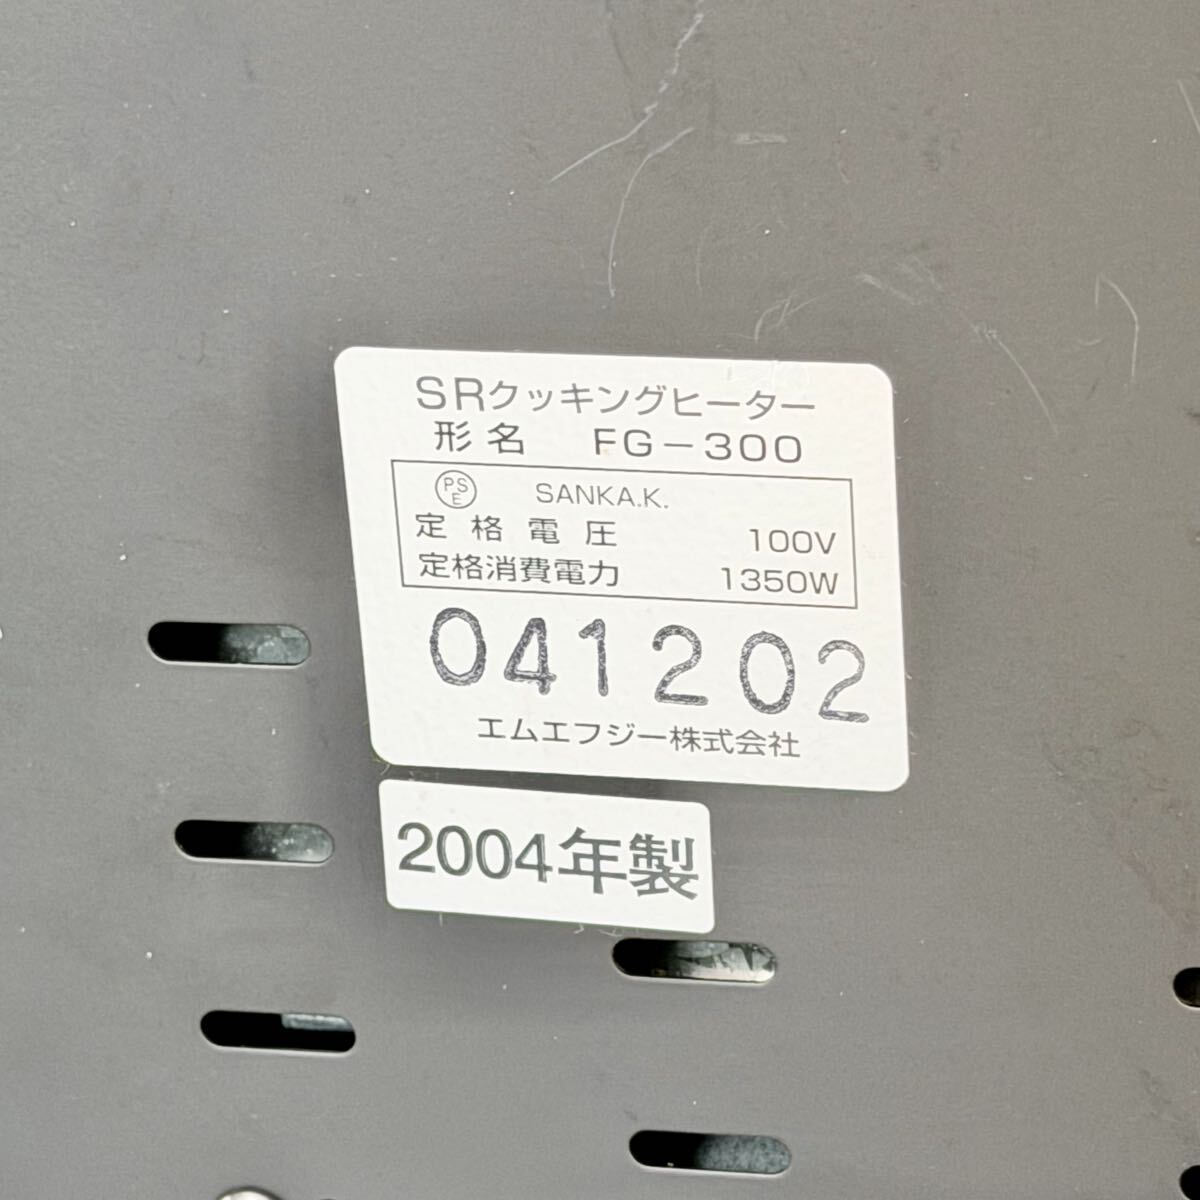 SRクッキングヒーター
形名 FG-300
PSE SANKA.K.
定格電圧 100V
定格消費電力 1350W
041202
エムエフジー株式会社
2004年製